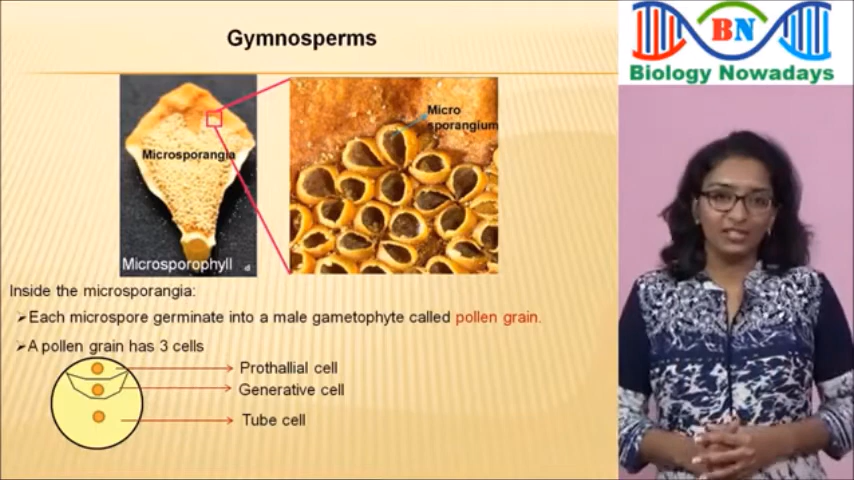 Gymnosperms
BN
Biology Nowadays
Microsporangia
Micro
sporangium
Microsporophyll
Inside the microsporangia:
➢Each microspore germinate into a male gametophyte called pollen grain.
➢A pollen grain has 3 cells
Prothallial cell
Generative cell
Tube cell